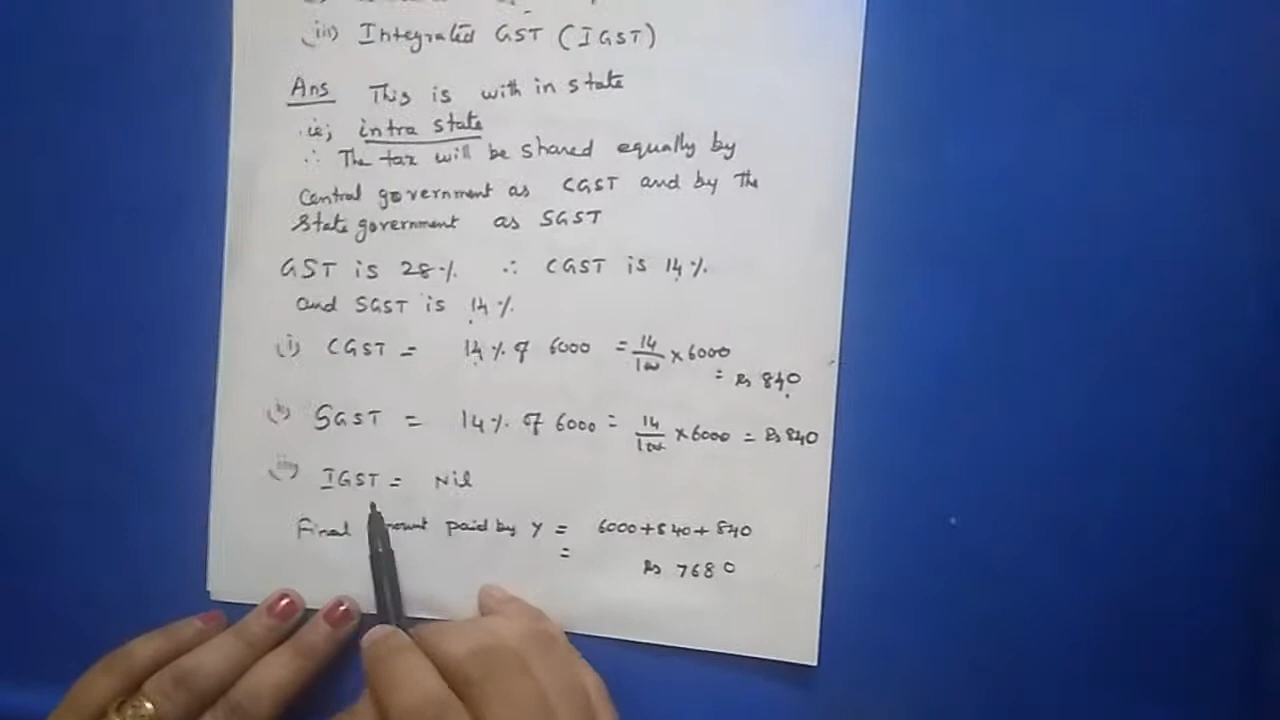 (iii) Integrated GST (IGST)
Ans This is with in state
ie; intra state
∴ The tax will be shared equally by
Central government as CGST and by the
State government as SGST
GST is 28% ∴ CGST is 14%
and SGST is 14%
(i) CGST = 14% of 6000 = 14/100 × 6000
= Rs 840
(ii) SGST = 14% of 6000 = 14/100 × 6000 = Rs 840
(iii) IGST = Nil
Final amount paid by Y = 6000+840+840
= Rs 7680